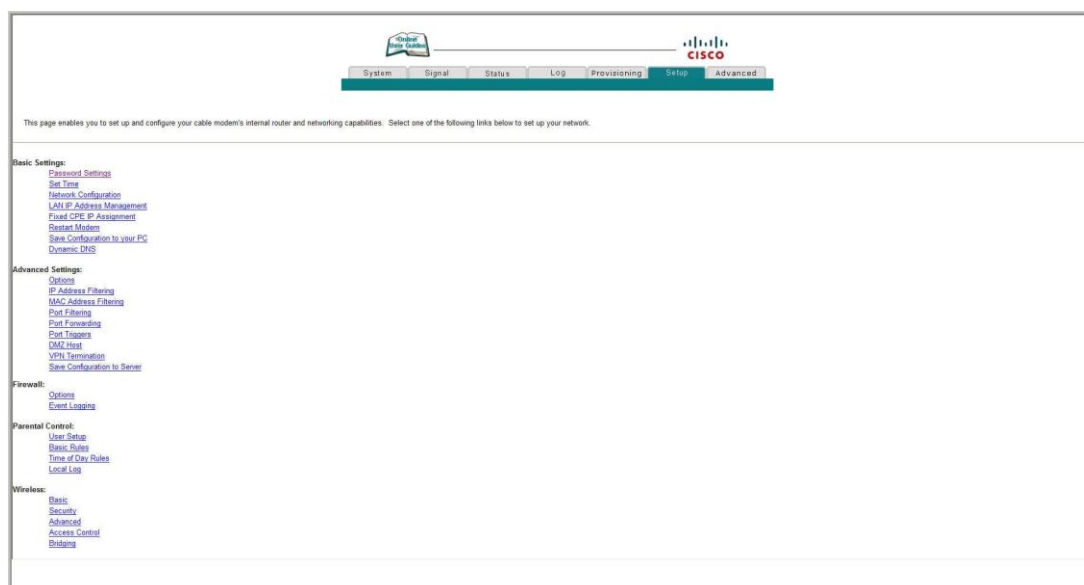 Online
User Guides
CISCO
System Signal Status Log Provisioning Setup Advanced
This page enables you to set up and configure your cable modem's internal router and networking capabilities. Select one of the following links below to set up your network.
Basic Settings:
Password Settings
Set Time
Network Configuration
LAN IP Address Management
Fixed CPE IP Assignment
Restart Modem
Save Configuration to your PC
Dynamic DNS
Advanced Settings:
Options
IP Address Filtering
MAC Address Filtering
Port Filtering
Port Forwarding
Port Triggers
DMZ Host
VPN Termination
Save Configuration to Server
Firewall:
Options
Event Logging
Parental Control:
User Setup
Basic Rules
Time of Day Rules
Local Log
Wireless:
Basic
Security
Advanced
Access Control
Bridging